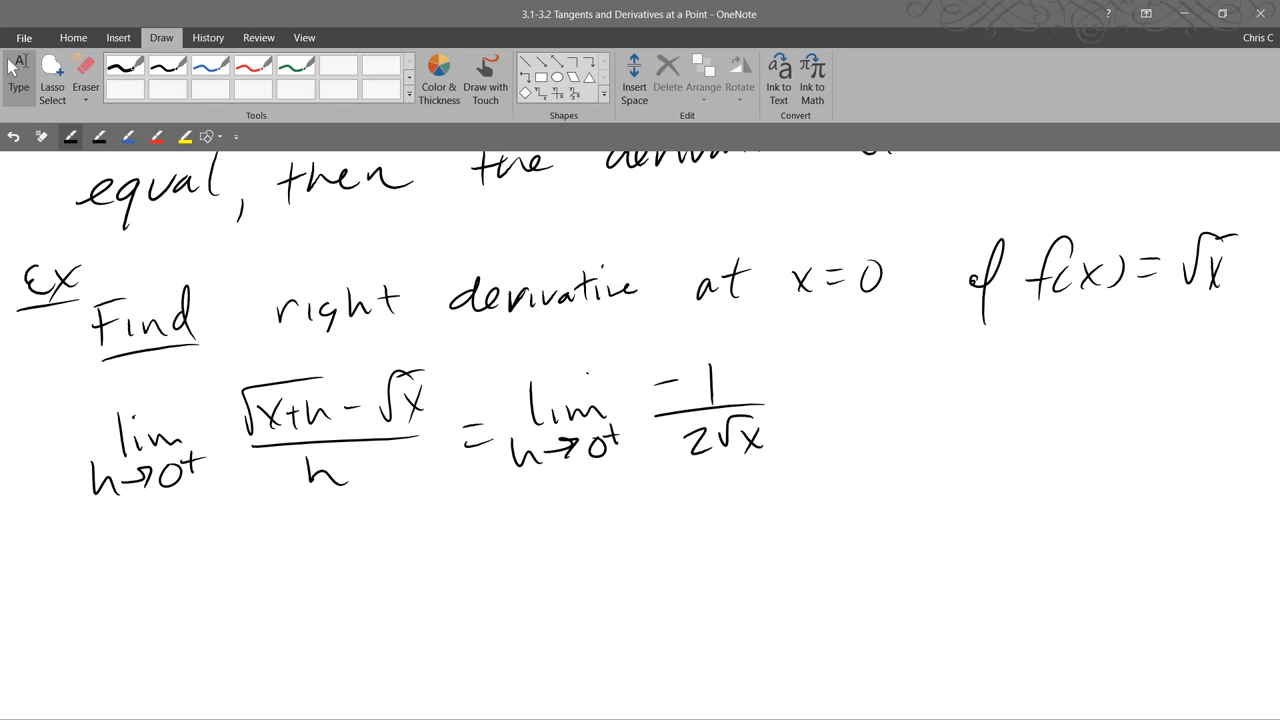 3.1-3.2 Tangents and Derivatives at a Point - OneNote
?
File Home Insert Draw History Review View
Chris C
Type
Lasso Select
Eraser
Color & Thickness
Draw with Touch
Insert Space
Delete
Arrange
Rotate
Ink to Text
Ink to Math
Tools
Shapes
Edit
Convert
equal, then the
Ex
Find right derivative at x=0 if f(x) = √x
lim h→0⁺ (√(x+h) - √x)/h = lim h→0⁺ -1/(2√x)